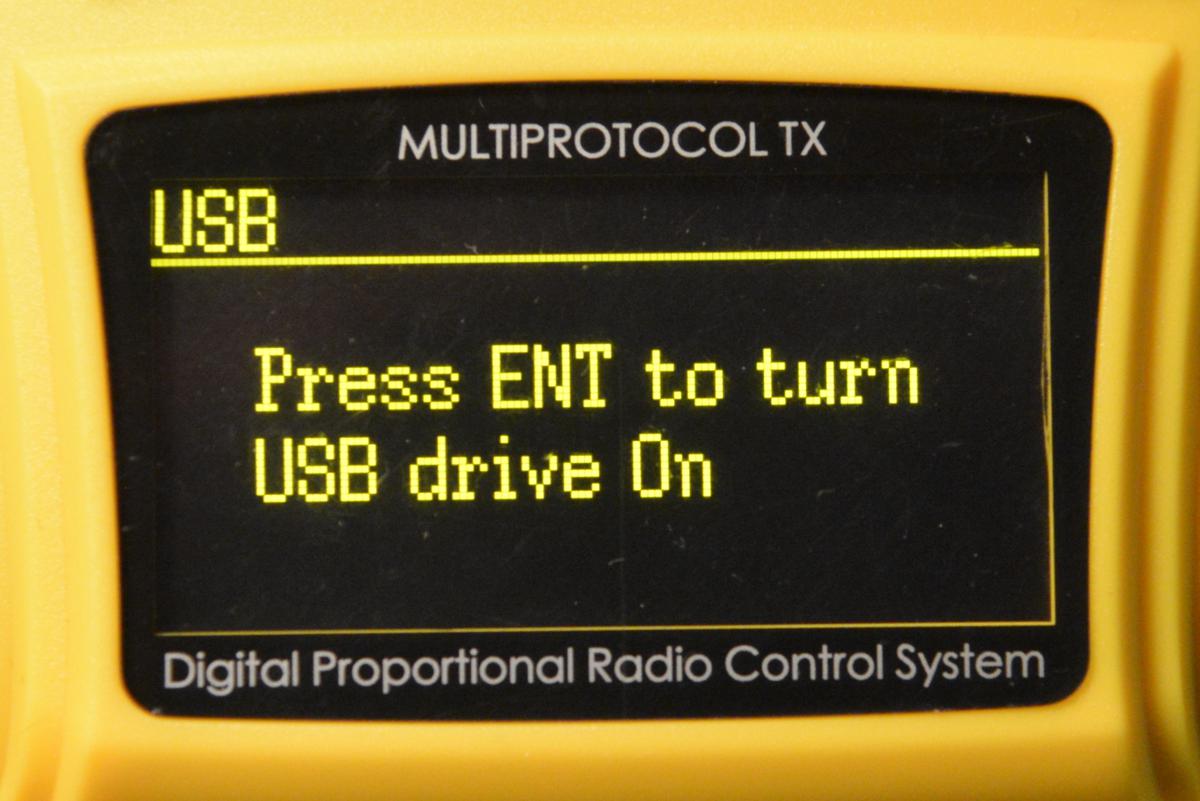 MULTIPROTOCOL TX
USB
Press ENT to turn
USB drive On
Digital Proportional Radio Control System